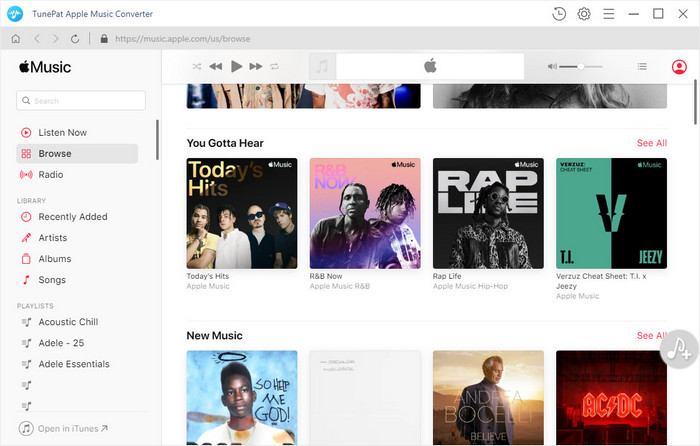 TunePat Apple Music Converter
https://music.apple.com/us/browse
Music
Search
Listen Now
Browse
Radio
LIBRARY
Recently Added
Artists
Albums
Songs
PLAYLISTS
Acoustic Chill
Adele - 25
Adele Essentials
Open in iTunes
You Gotta Hear
See All
Music
Today's
Hits
Music
R&B
NOW
Music
RAP
LIFE
VERZUZ:
CHEAT SHEET
Music
V
T.I.
JEEZY
Today's Hits
Apple Music
R&B Now
Apple Music R&B
Rap Life
Apple Music Hip-Hop
Verzuz Cheat Sheet: T.I. x
Jeezy
Apple Music
New Music
See All
SO HELP
ME
GOD!
ANDREA
BOCELLI
BELIEVE
AC/DC